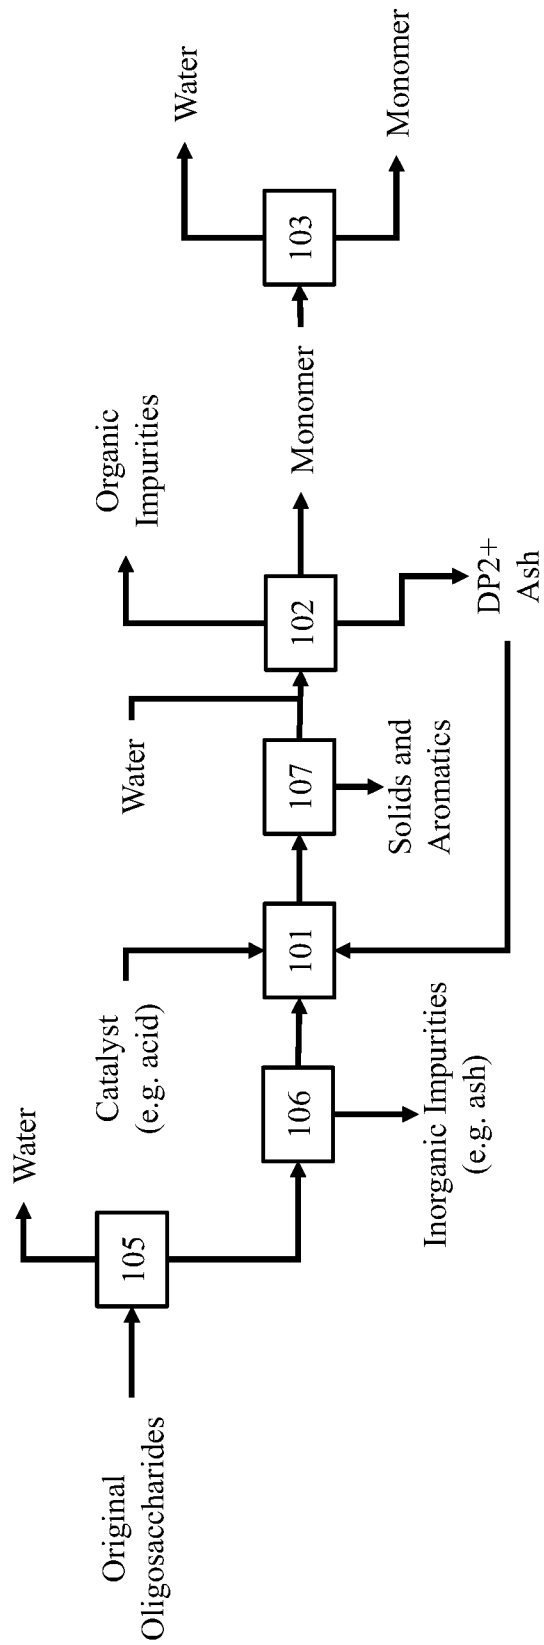 Original
Oligosaccharides
105
Water
106
Inorganic Impurities
(e.g. ash)
Catalyst
(e.g. acid)
101
107
Solids and
Aromatics
Water
102
Organic
Impurities
DP2+
Ash
Monomer
103
Water
Monomer